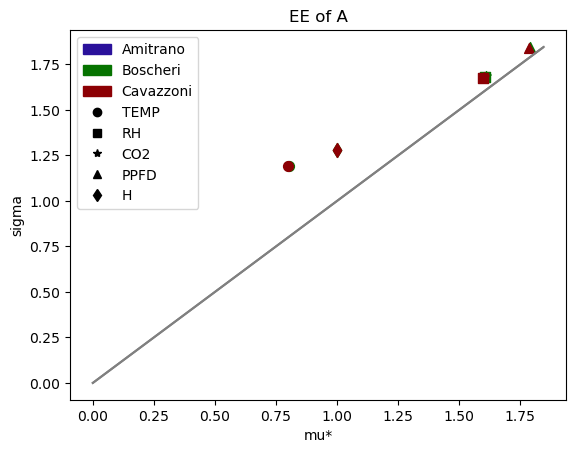 EE of A
Amitrano
Boscheri
Cavazzoni
TEMP
RH
CO2
PPFD
H
sigma
1.75
1.50
1.25
1.00
0.75
0.50
0.25
0.00
0.00 0.25 0.50 0.75 1.00 1.25 1.50 1.75
mu*